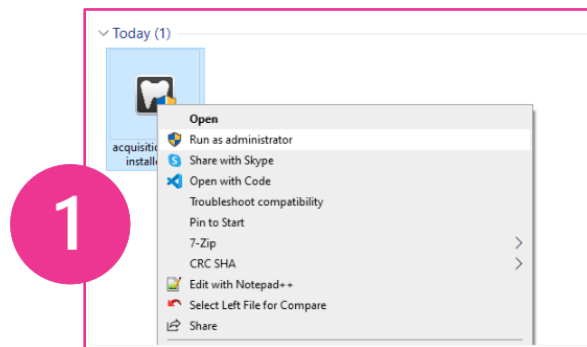 Today (1)
acquisitio
installe
Open
Run as administrator
Share with Skype
Open with Code
Troubleshoot compatibility
Pin to Start
7-Zip
CRC SHA
Edit with Notepad++
Select Left File for Compare
Share
1